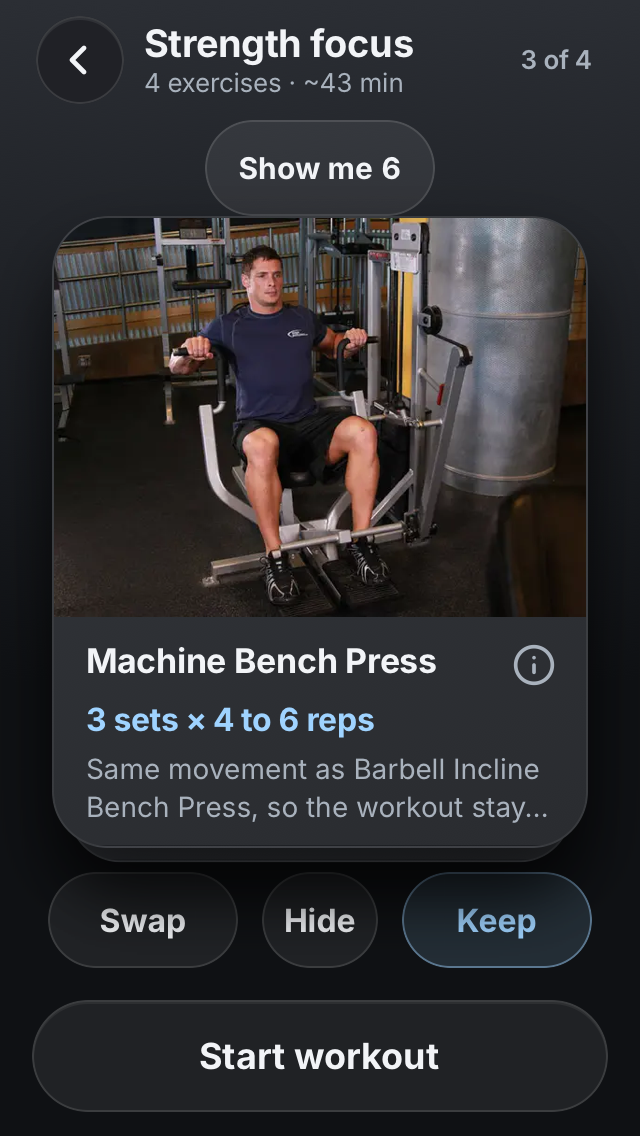 Strength focus
4 exercises · ~43 min
3 of 4
Show me 6
Machine Bench Press
3 sets × 4 to 6 reps
Same movement as Barbell Incline
Bench Press, so the workout stay...
Swap
Hide
Keep
Start workout